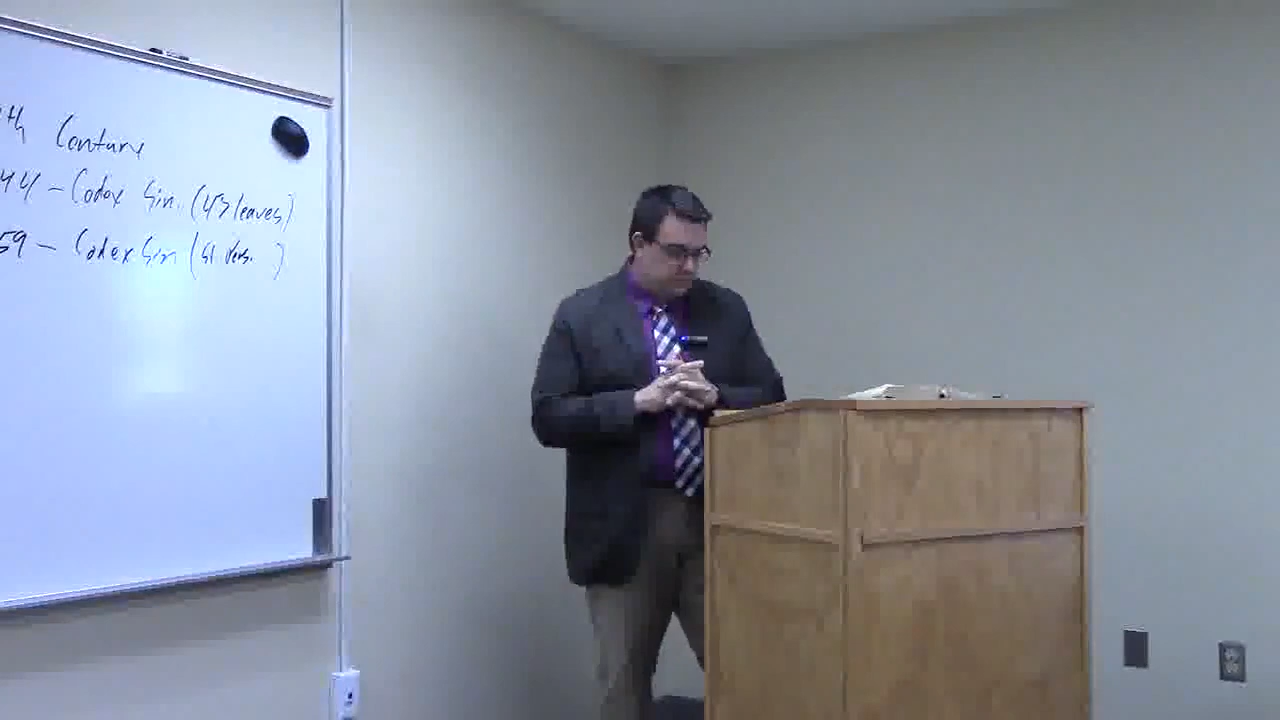 th Century
44 - Codex Sin. (43 leaves)
59 - Codex Sin (